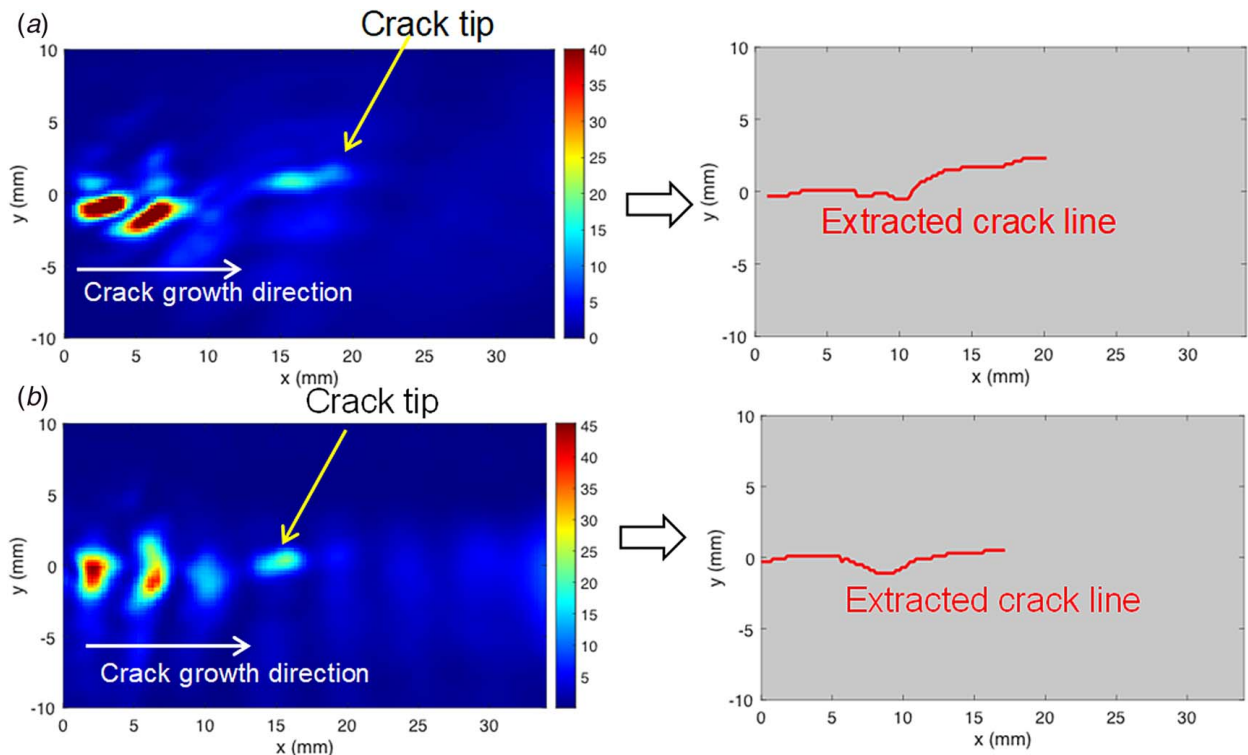 (a)
Crack tip
10
5
0
-5
-10
y (mm)
Crack growth direction
0 5 10 15 20 25 30
x (mm)
40
35
30
25
20
15
10
5
0
10
5
0
-5
-10
y (mm)
Extracted crack line
0 5 10 15 20 25 30
x (mm)
(b)
Crack tip
10
5
0
-5
-10
y (mm)
Crack growth direction
0 5 10 15 20 25 30
x (mm)
45
40
35
30
25
20
15
10
5
10
5
0
-5
-10
y (mm)
Extracted crack line
0 5 10 15 20 25 30
x (mm)